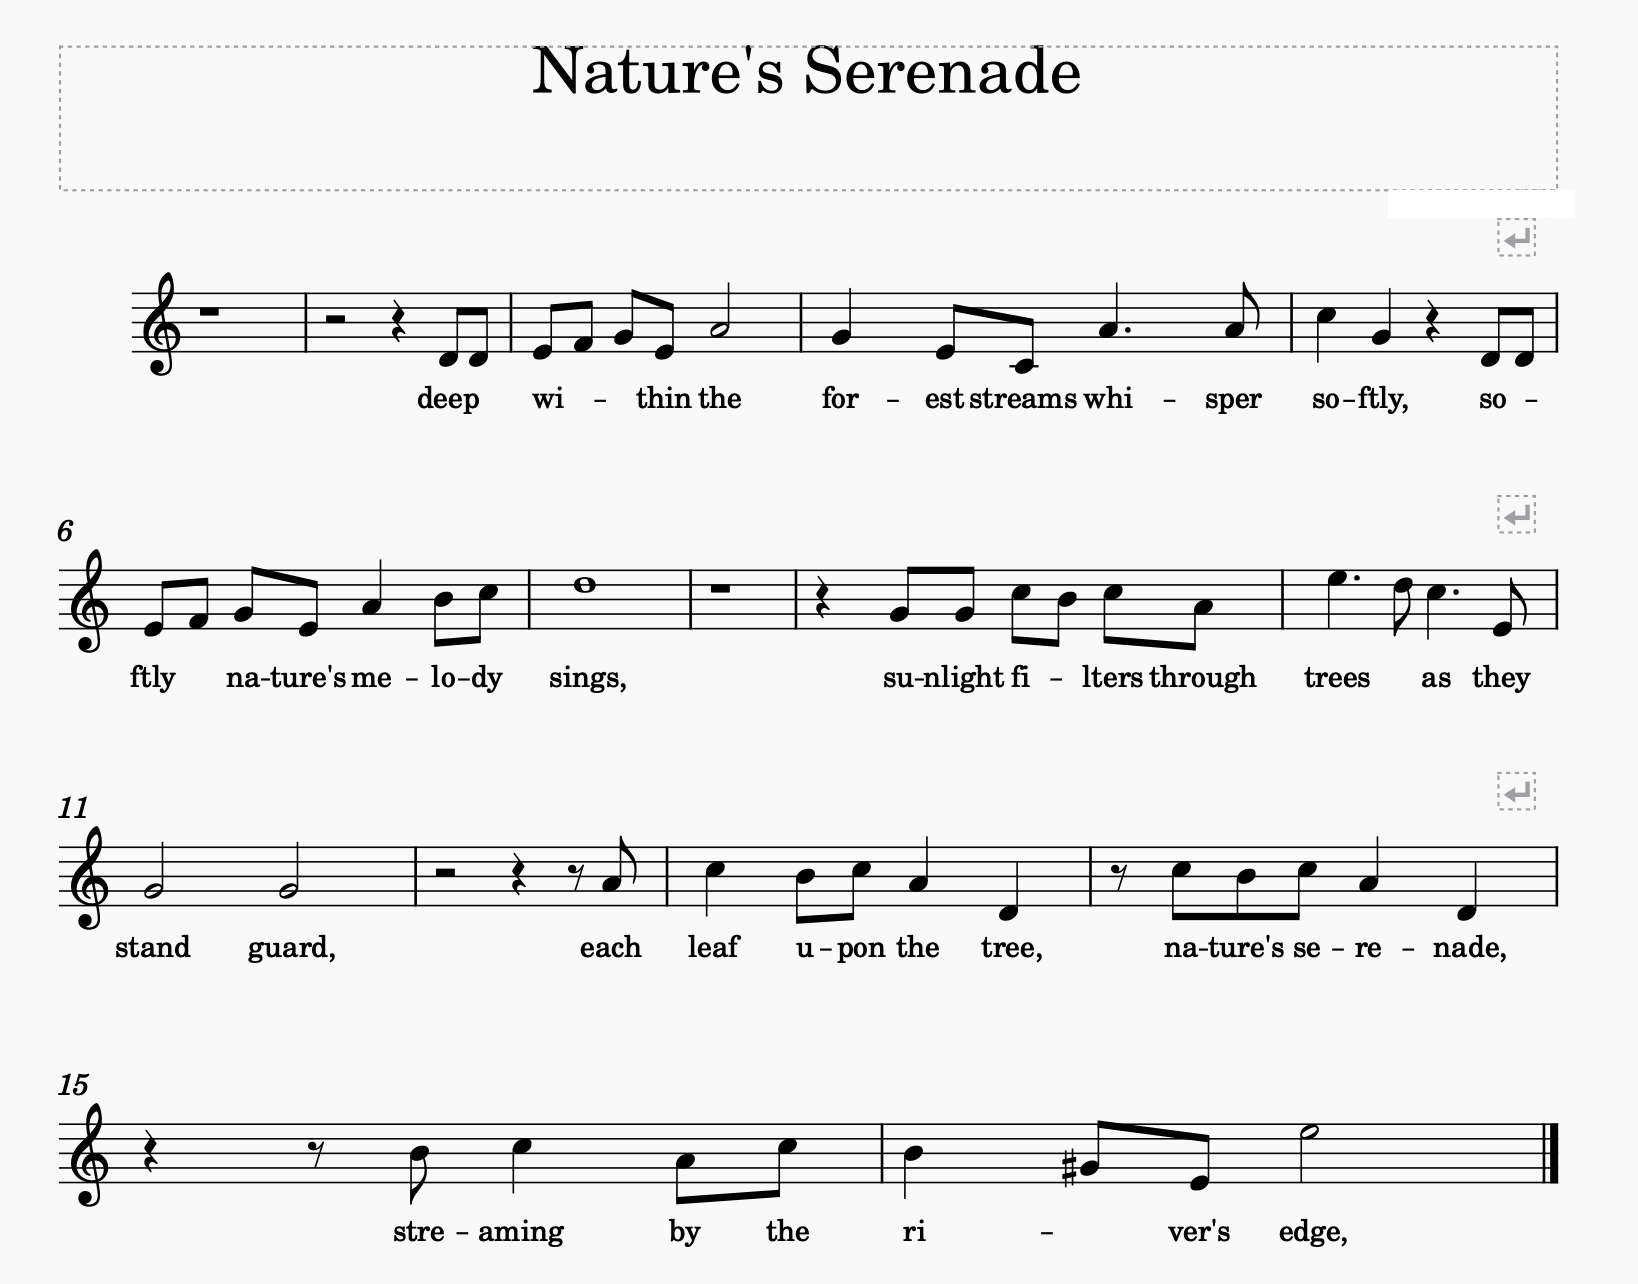 Nature's Serenade
deep wi – thin the for – est streams whi – sper so – ftly, so –
6
ftly na – ture's me – lo – dy sings, su – nlight fi – lters through trees as they
11
stand guard, each leaf u – pon the tree, na – ture's se – re – nade,
15
stre – aming by the ri – ver's edge,